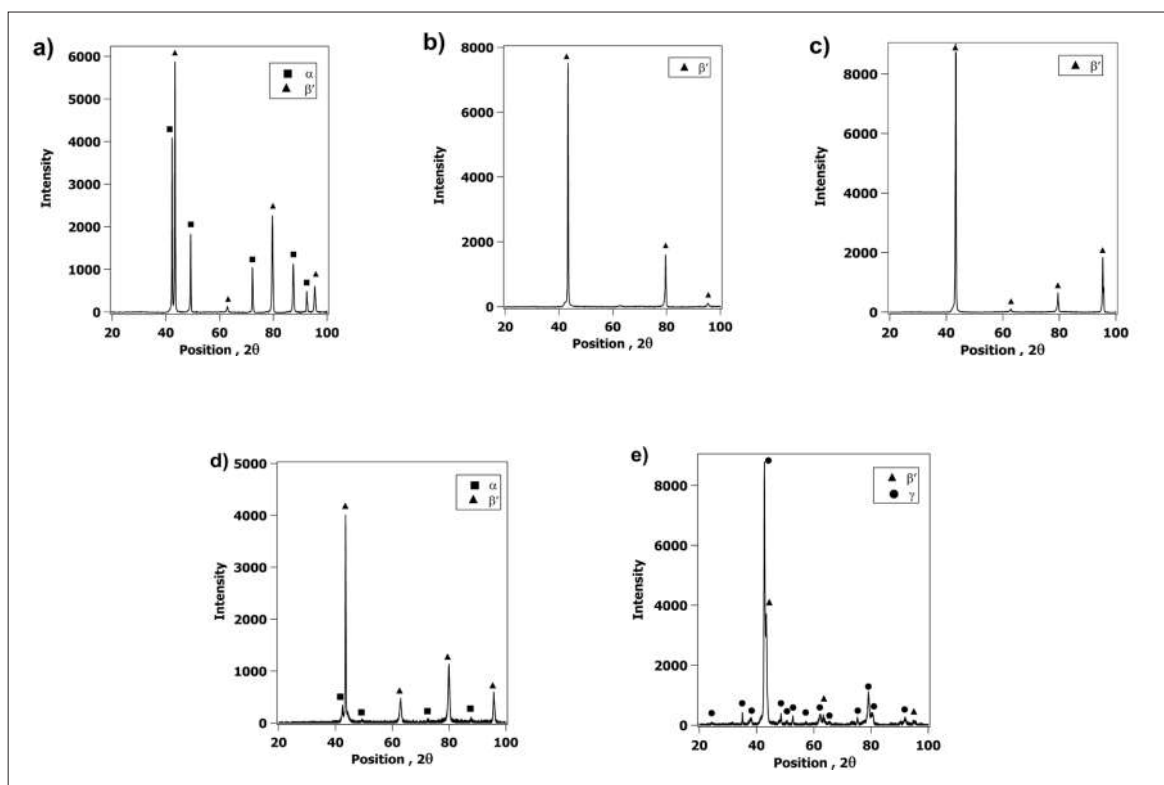 a)
6000
5000
4000
3000
2000
1000
0
Intensity
20 40 60 80 100
Position , 2θ
■ α
▲ β'
b)
8000
6000
4000
2000
0
Intensity
20 40 60 80 100
Position , 2θ
▲ β'
c)
8000
6000
4000
2000
0
Intensity
20 40 60 80 100
Position , 2θ
▲ β'
d)
5000
4000
3000
2000
1000
0
Intensity
20 40 60 80 100
Position , 2θ
■ α
▲ β'
e)
8000
6000
4000
2000
0
Intensity
20 40 60 80 100
Position , 2θ
▲ β'
● γ